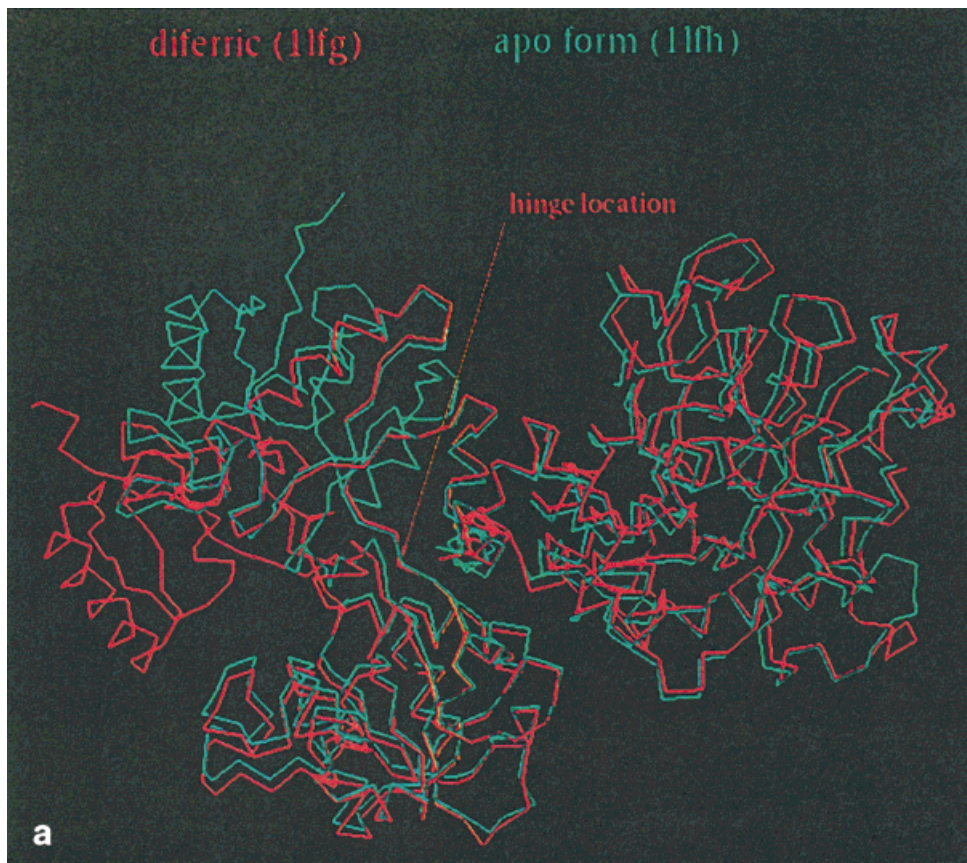 diferric (1lfg)
apo form (1lfh)
hinge location
a